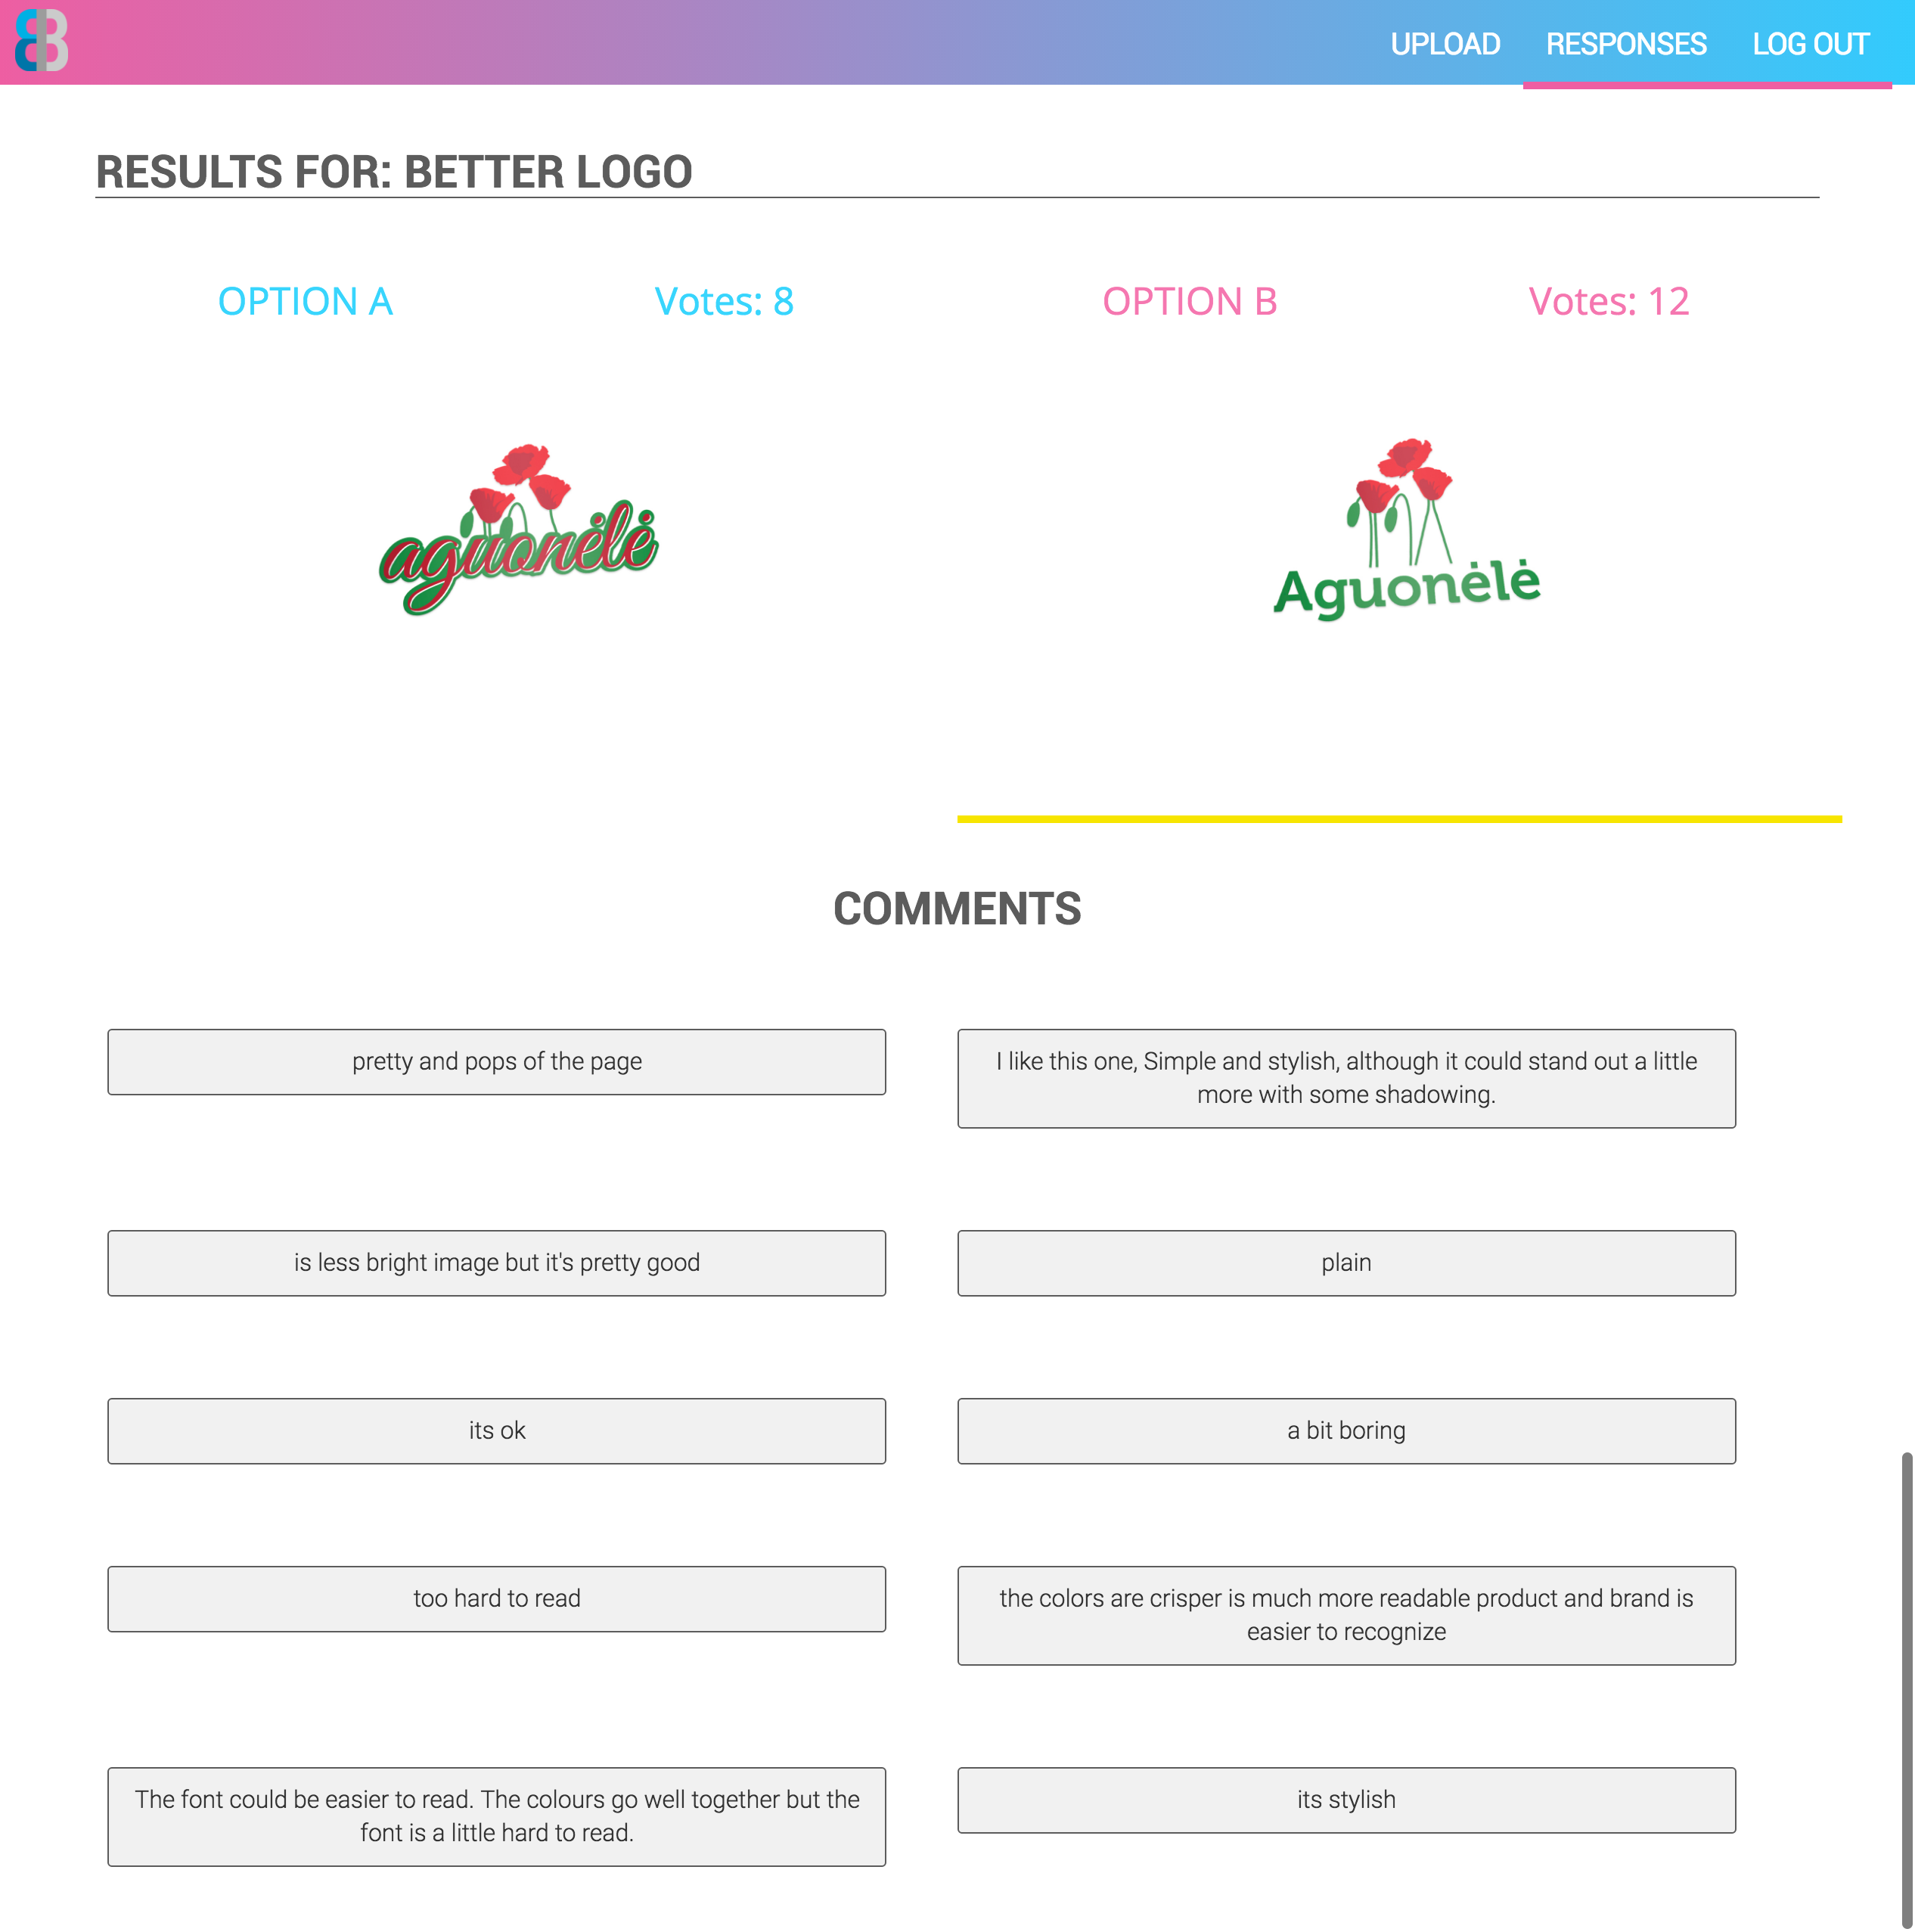 UPLOAD RESPONSES LOG OUT
RESULTS FOR: BETTER LOGO
OPTION A Votes: 8 OPTION B Votes: 12
aguonėlė
Aguonėlė
COMMENTS
pretty and pops of the page
I like this one, Simple and stylish, although it could stand out a little
more with some shadowing.
is less bright image but it's pretty good
plain
its ok
a bit boring
too hard to read
the colors are crisper is much more readable product and brand is
easier to recognize
The font could be easier to read. The colours go well together but the
font is a little hard to read.
its stylish